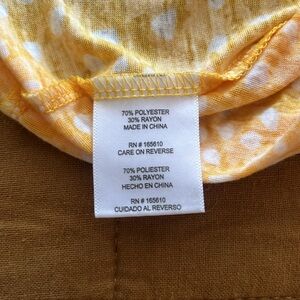 70% POLYESTER
30% RAYON
MADE IN CHINA
RN # 165610
CARE ON REVERSE
70% POLIESTER
30% RAYON
HECHO EN CHINA
RN # 165610
CUIDADO AL REVERSO